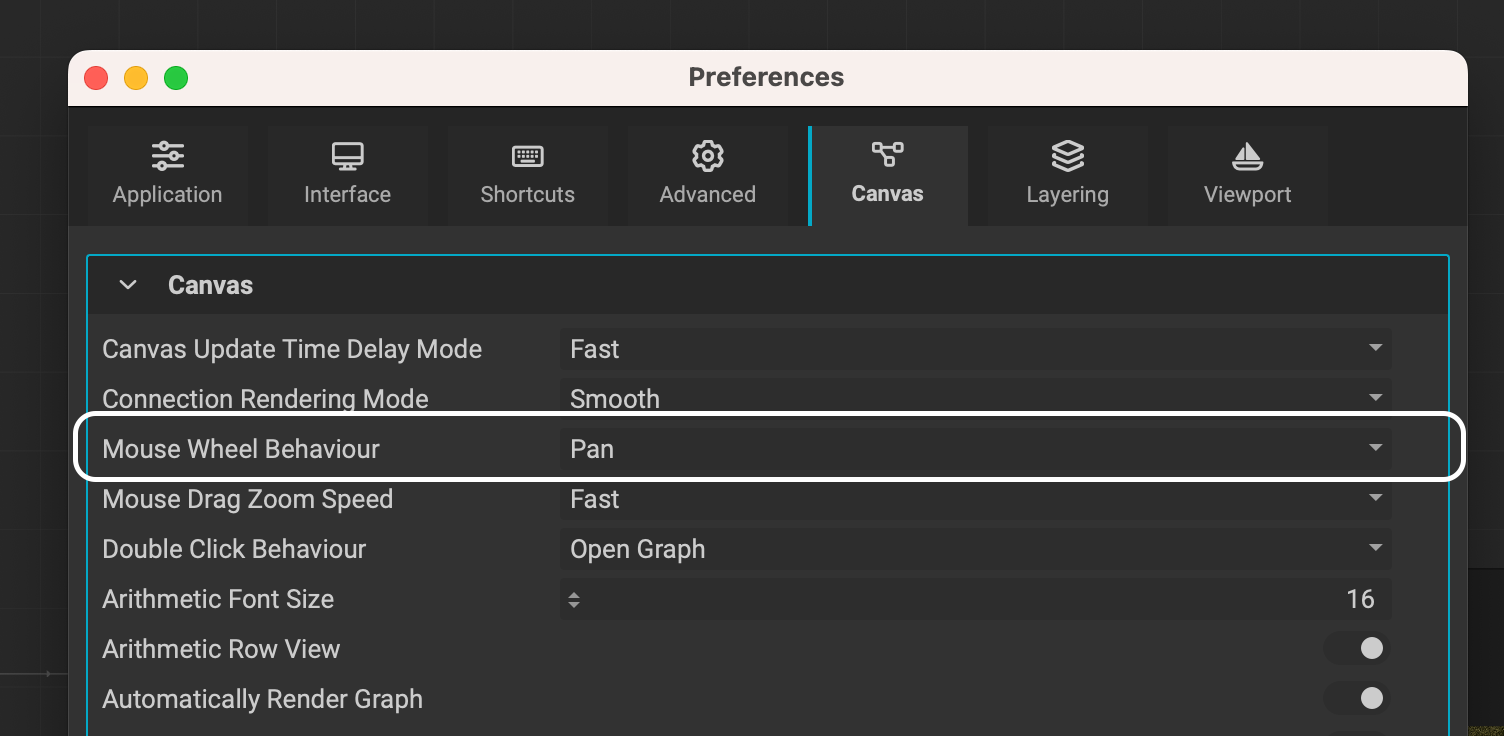 Preferences
Application Interface Shortcuts Advanced Canvas Layering Viewport
Canvas
Canvas Update Time Delay Mode Fast
Connection Rendering Mode Smooth
Mouse Wheel Behaviour Pan
Mouse Drag Zoom Speed Fast
Double Click Behaviour Open Graph
Arithmetic Font Size 16
Arithmetic Row View
Automatically Render Graph